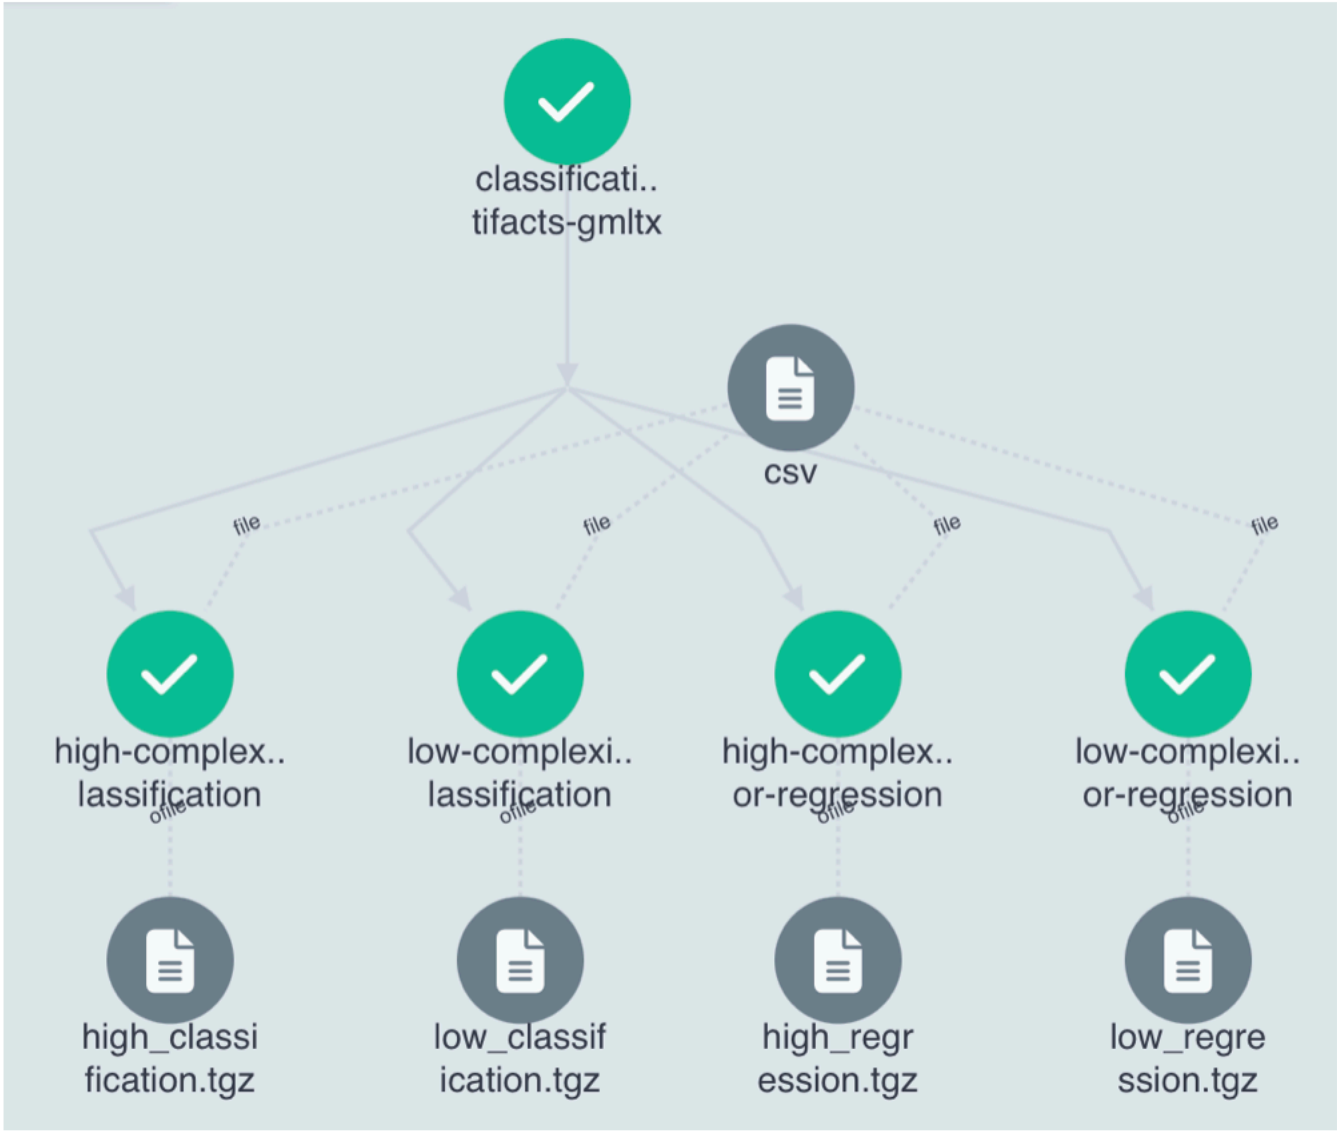 classificati..
tifacts-gmltx
csv
file file file file
high-complex.. low-complexi.. high-complex.. low-complexi..
lassification lassification or-regression or-regression
ofile ofile ofile ofile
high_classi low_classif high_regr low_regre
fication.tgz ication.tgz ession.tgz ssion.tgz